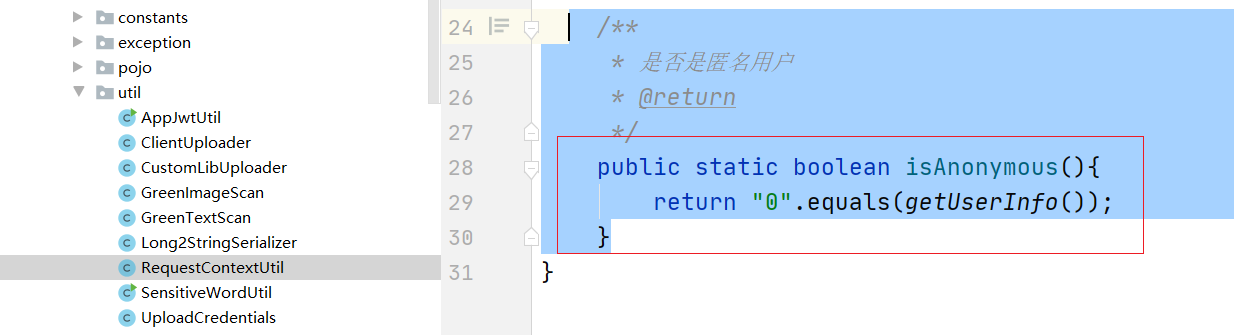 constants
exception
pojo
util
AppJwtUtil
ClientUploader
CustomLibUploader
GreenImageScan
GreenTextScan
Long2StringSerializer
RequestContextUtil
SensitiveWordUtil
UploadCredentials
24 /**
25 * 是否是匿名用户
26 * @return
27 */
28 public static boolean isAnonymous(){
29 return "0".equals(getUserInfo());
30 }
31 }